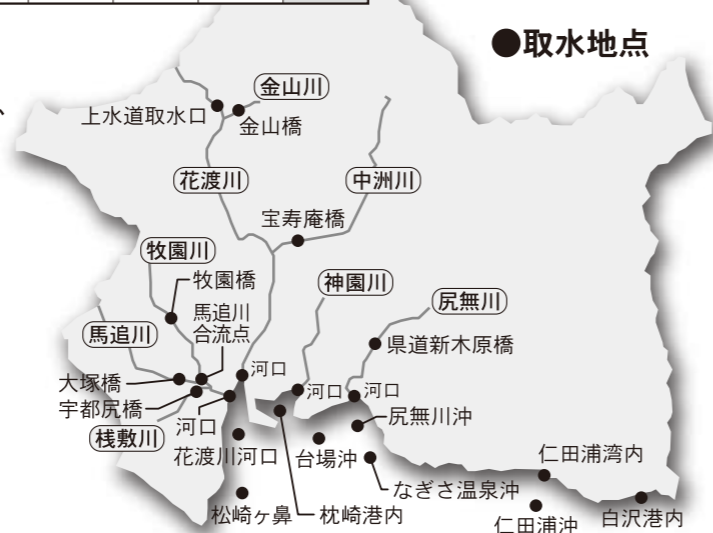 ●取水地点
、
金山川
上水道取水口
金山橋
花渡川
中洲川
宝寿庵橋
牧園川
牧園橋
神園川
尻無川
馬追川
合流点
馬追川
県道新木原橋
河口
大塚橋
河口
河口
宇都尻橋
河口
尻無川沖
桟敷川
花渡川河口
台場沖
仁田浦湾内
なぎさ温泉沖
松崎ヶ鼻
枕崎港内
仁田浦沖
白沢港内